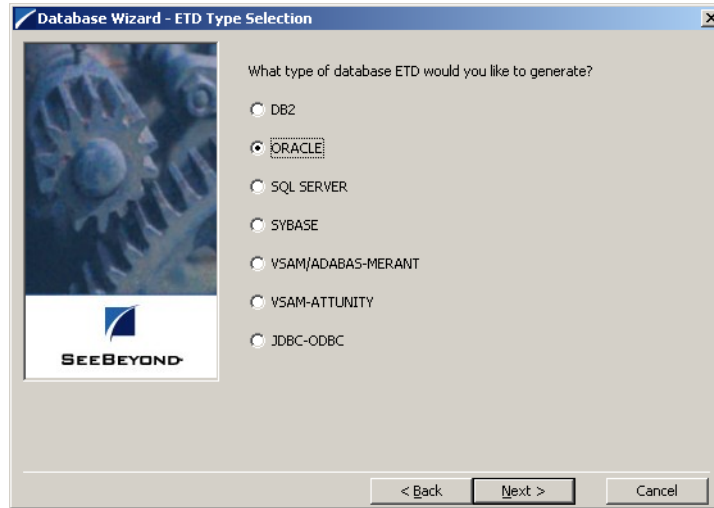 Database Wizard - ETD Type Selection
What type of database ETD would you like to generate?
DB2
ORACLE
SQL SERVER
SYBASE
VSAM/ADABAS-MERANT
VSAM-ATTUNITY
JDBC-ODBC
SEEBEYOND
< Back Next > Cancel